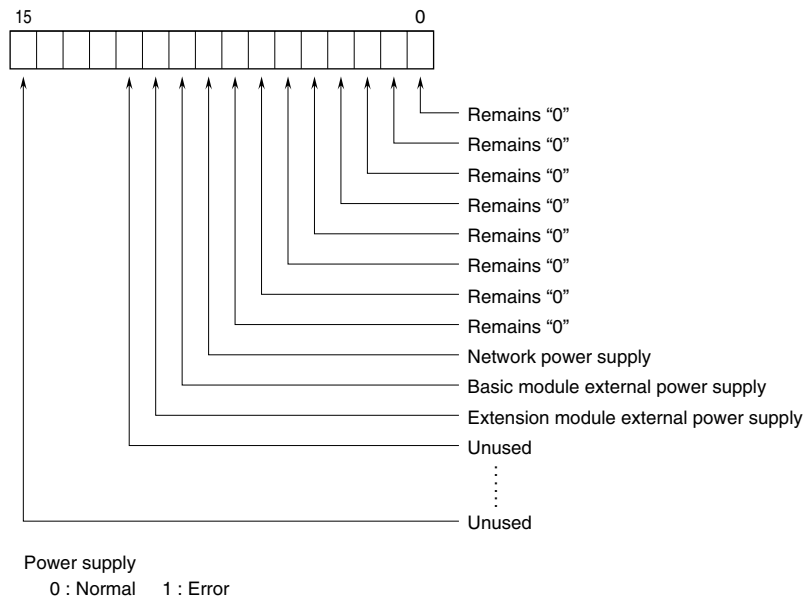 15 0
Remains “0”
Remains “0”
Remains “0”
Remains “0”
Remains “0”
Remains “0”
Remains “0”
Remains “0”
Network power supply
Basic module external power supply
Extension module external power supply
Unused
Unused
Power supply
0 : Normal 1 : Error